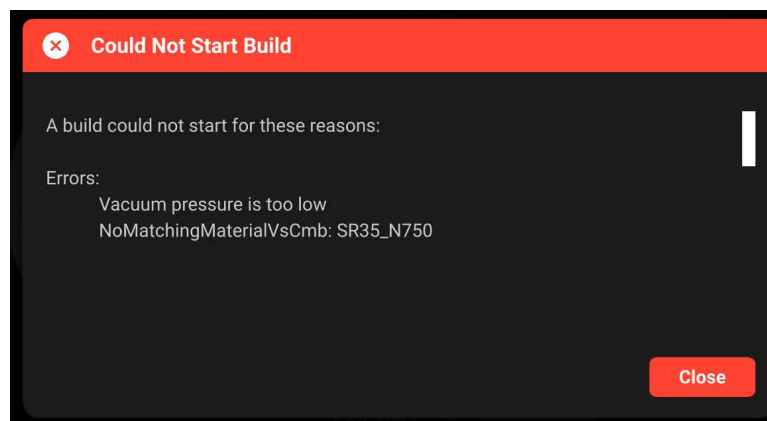 Could Not Start Build
A build could not start for these reasons:
Errors:
Vacuum pressure is too low
NoMatchingMaterialVsCmb: SR35_N750
Close